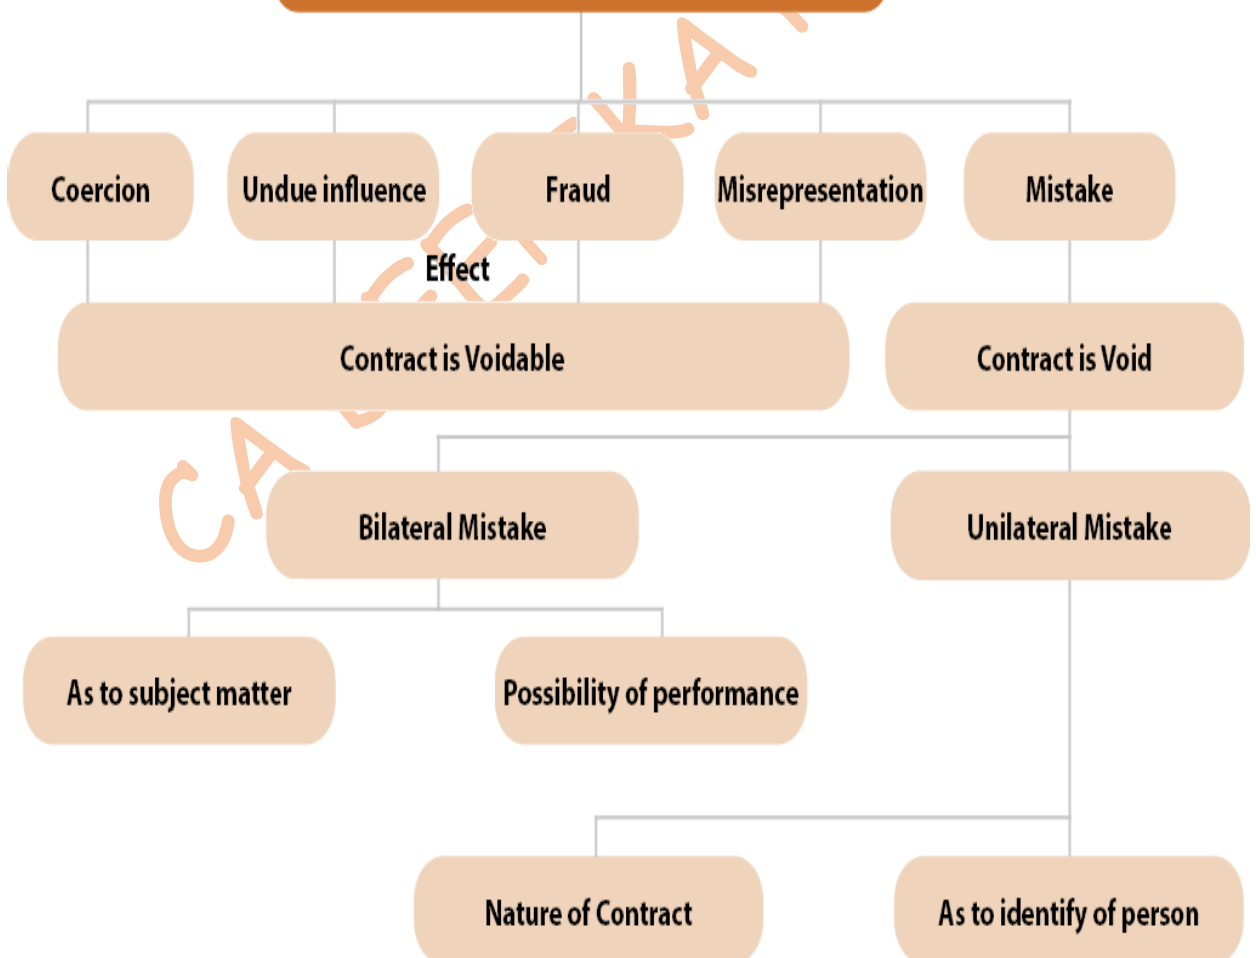 Coercion
Undue influence
Fraud
Misrepresentation
Mistake
Effect
Contract is Voidable
Contract is Void
Bilateral Mistake
Unilateral Mistake
As to subject matter
Possibility of performance
Nature of Contract
As to identify of person
CA